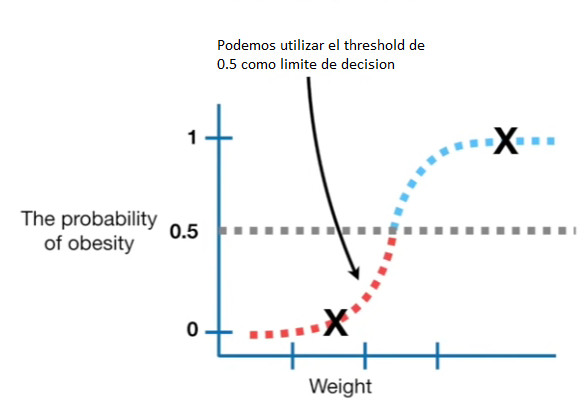 Podemos utilizar el threshold de
0.5 como limite de decision
1
The probability
of obesity
0.5
0
X
X
Weight